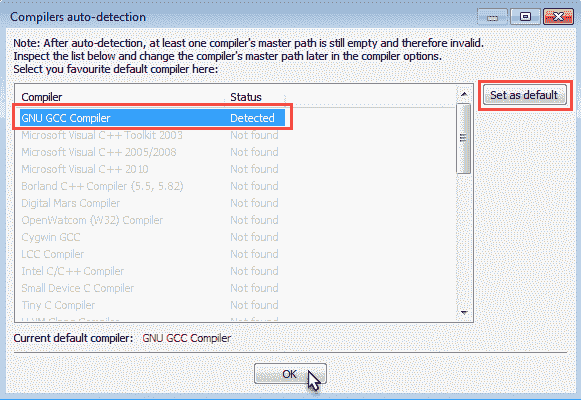 Compilers auto-detection
Note: After auto-detection, at least one compiler's master path is still empty and therefore invalid.
Inspect the list below and change the compiler's master path later in the compiler options.
Select you favourite default compiler here:
Compiler Status
Set as default
GNU GCC Compiler Detected
Microsoft Visual C++ Toolkit 2003 Not found
Microsoft Visual C++ 2005/2008 Not found
Microsoft Visual C++ 2010 Not found
Borland C++ Compiler (5.5, 5.82) Not found
Digital Mars Compiler Not found
OpenWatcom (W32) Compiler Not found
Cygwin GCC Not found
LCC Compiler Not found
Intel C/C++ Compiler Not found
Small Device C Compiler Not found
Tiny C Compiler Not found
Current default compiler: GNU GCC Compiler
OK